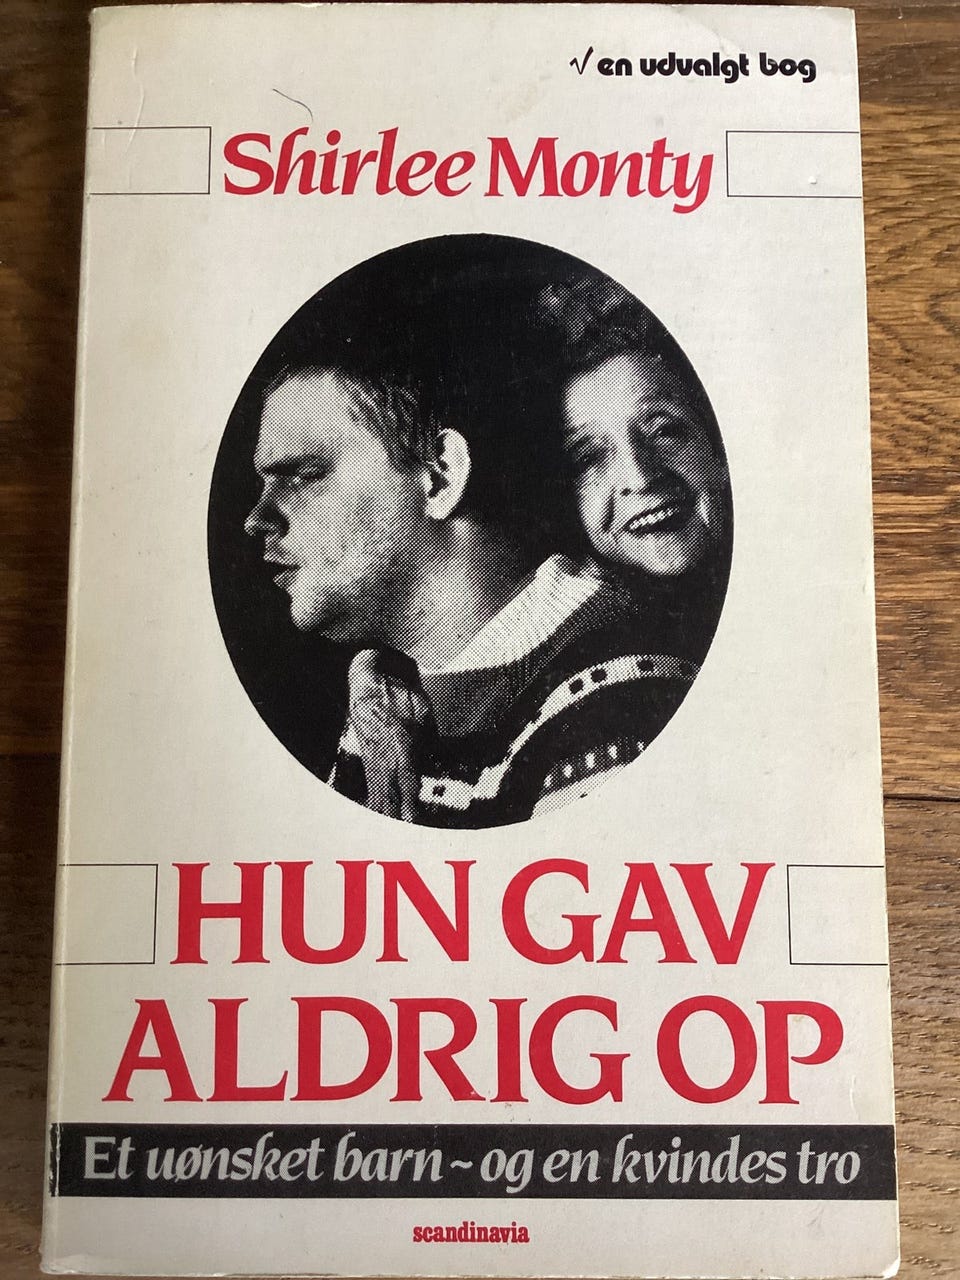 √ en udvalgt bog
Shirlee Monty
HUN GAV
ALDRIG OP
Et uønsket barn ~ og en kvindes tro
scandinavia